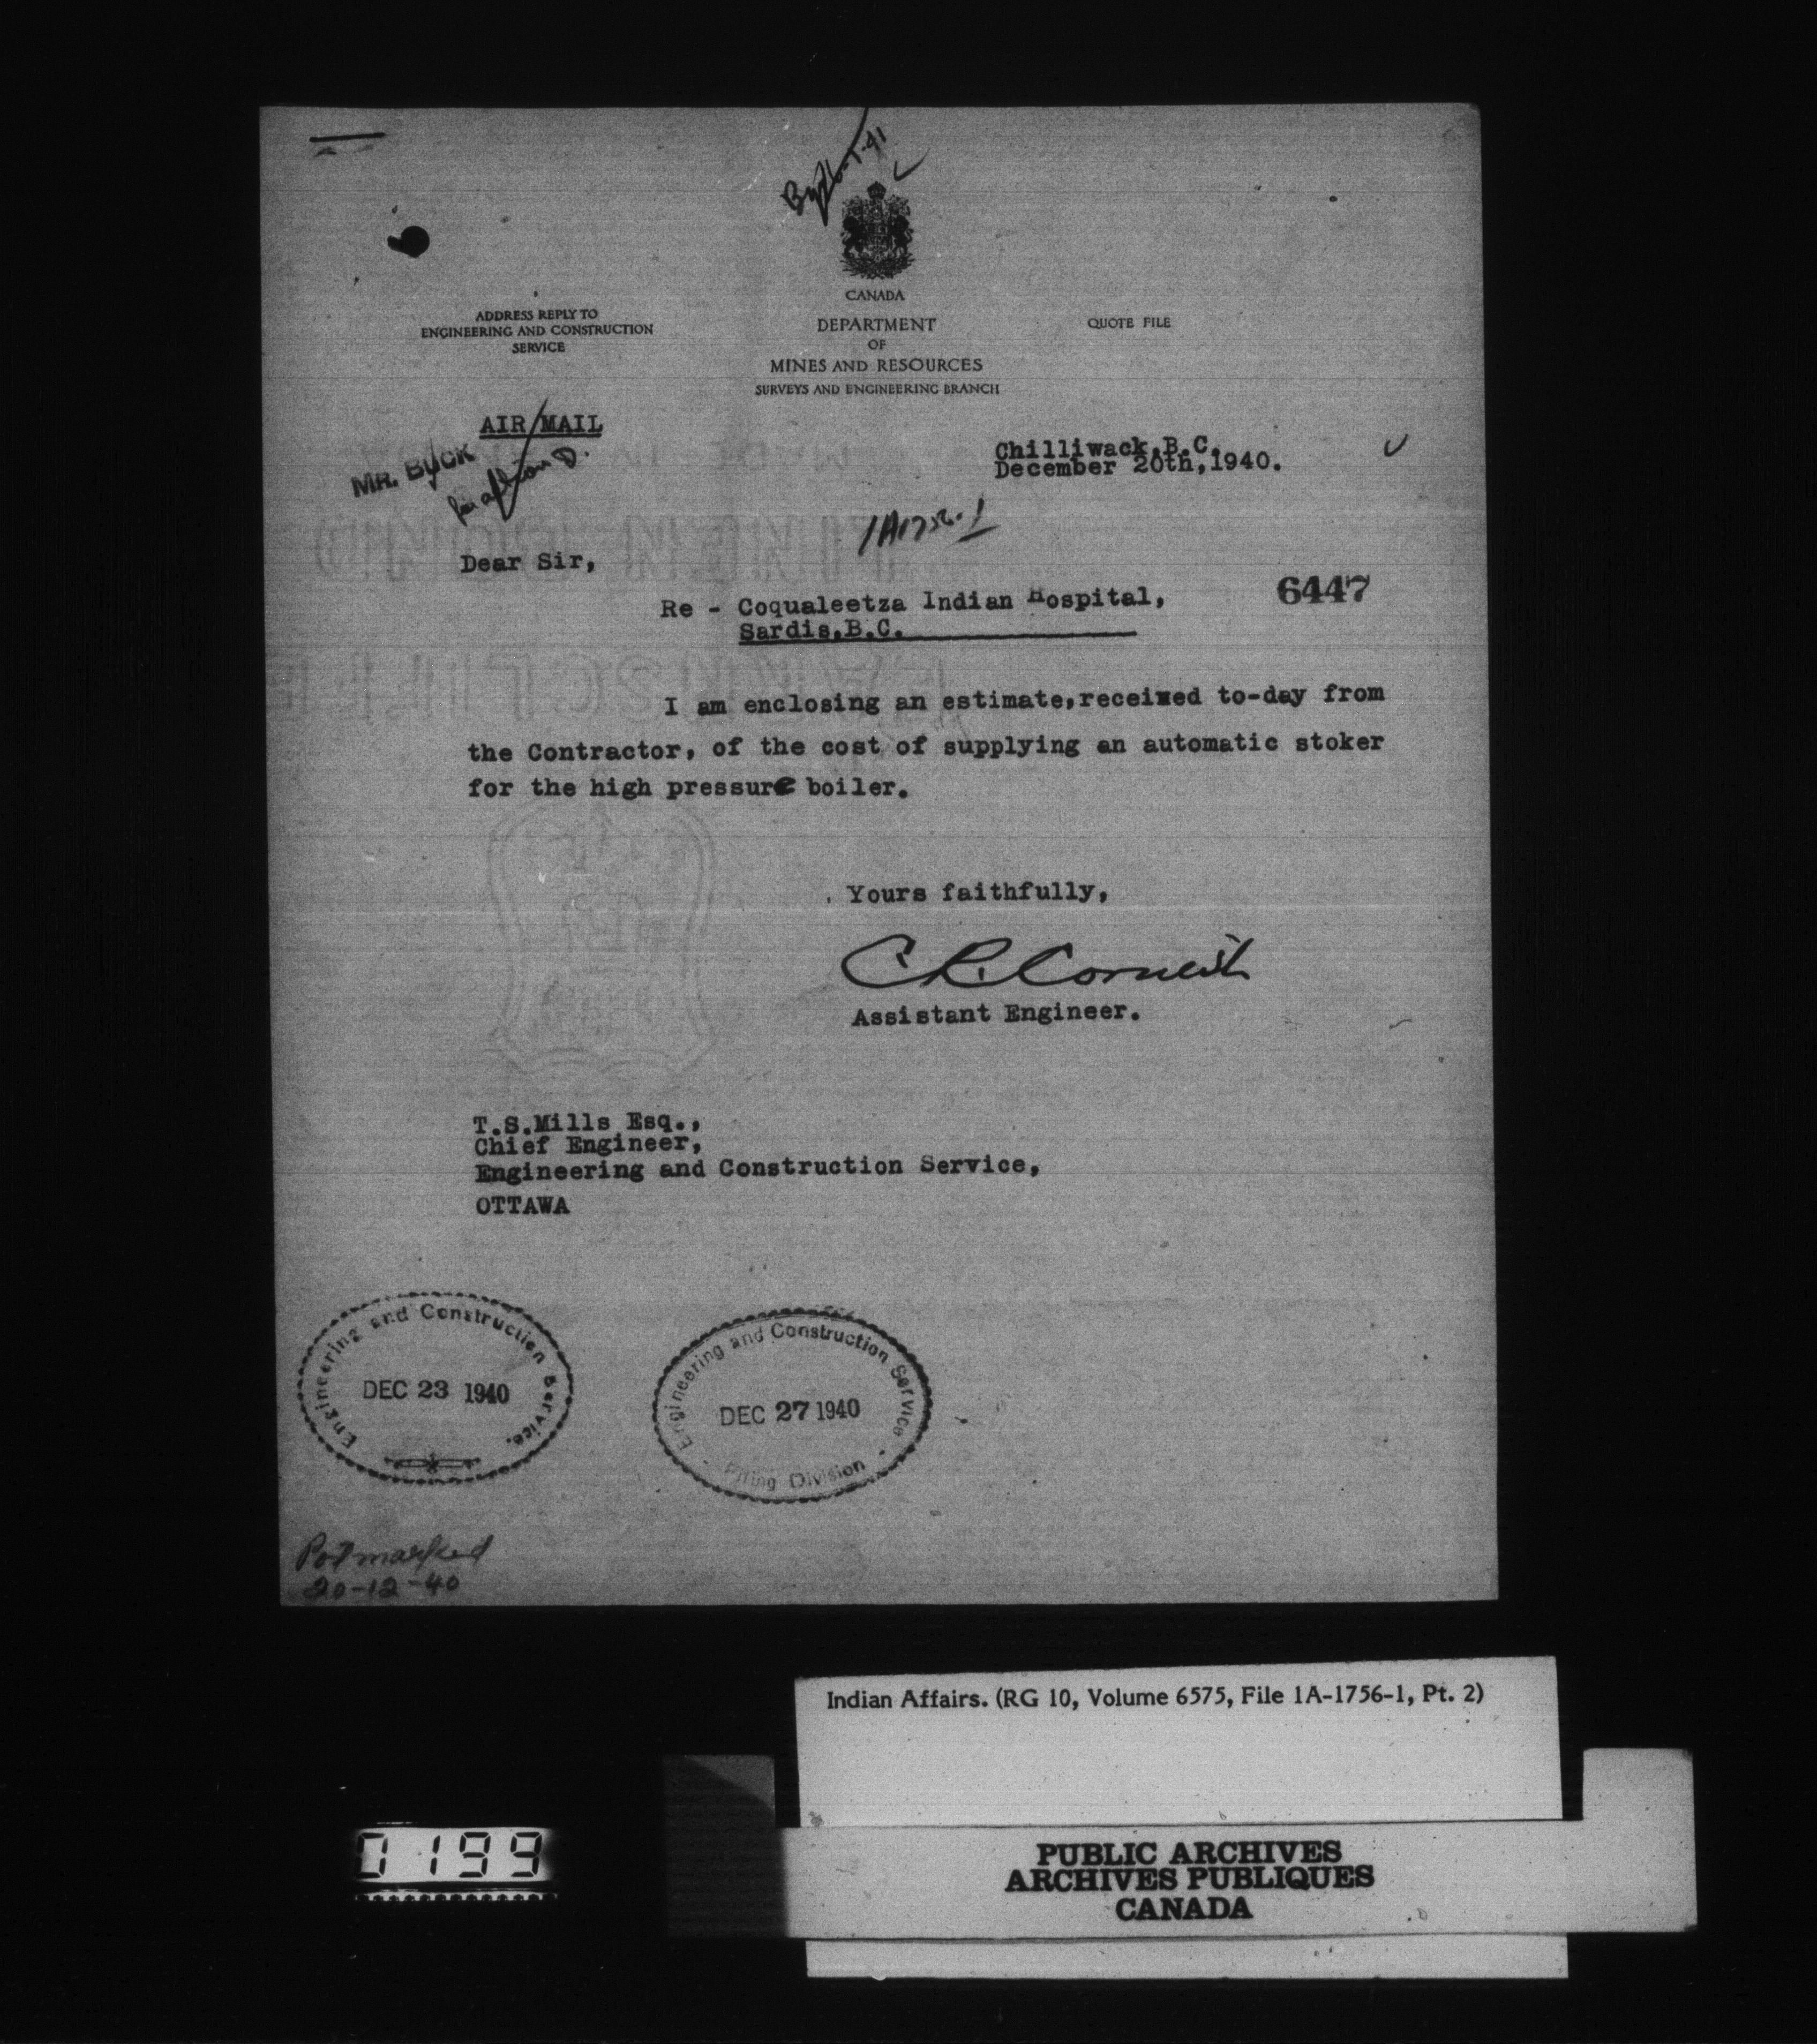 CANADA
ADDRESS REPLY TO
ENGINEERING AND CONSTRUCTION
SERVICE
DEPARTMENT
OF
MINES AND RESOURCES
SURVEYS AND ENGINEERING BRANCH
QUOTE FILE
AIR MAIL
MR. BUCK
Chilliwack,B.C.
December 20th,1940.
1A1756-1
Dear Sir,
Re - Coqualeetza Indian Hospital,
Sardis,B.C.
6447
I am enclosing an estimate,received to-day from
the Contractor, of the cost of supplying an automatic stoker
for the high pressure boiler.
Yours faithfully,
C.R.Cornish
Assistant Engineer.
T.S.Mills Esq.,
Chief Engineer,
Engineering and Construction Service,
OTTAWA
Engineering and Construction Service.
DEC 23 1940
Engineering and Construction Service
DEC 27 1940
Filing Division
Postmarked
20-12-40
Indian Affairs. (RG 10, Volume 6575, File 1A-1756-1, Pt. 2)
0199
PUBLIC ARCHIVES
ARCHIVES PUBLIQUES
CANADA